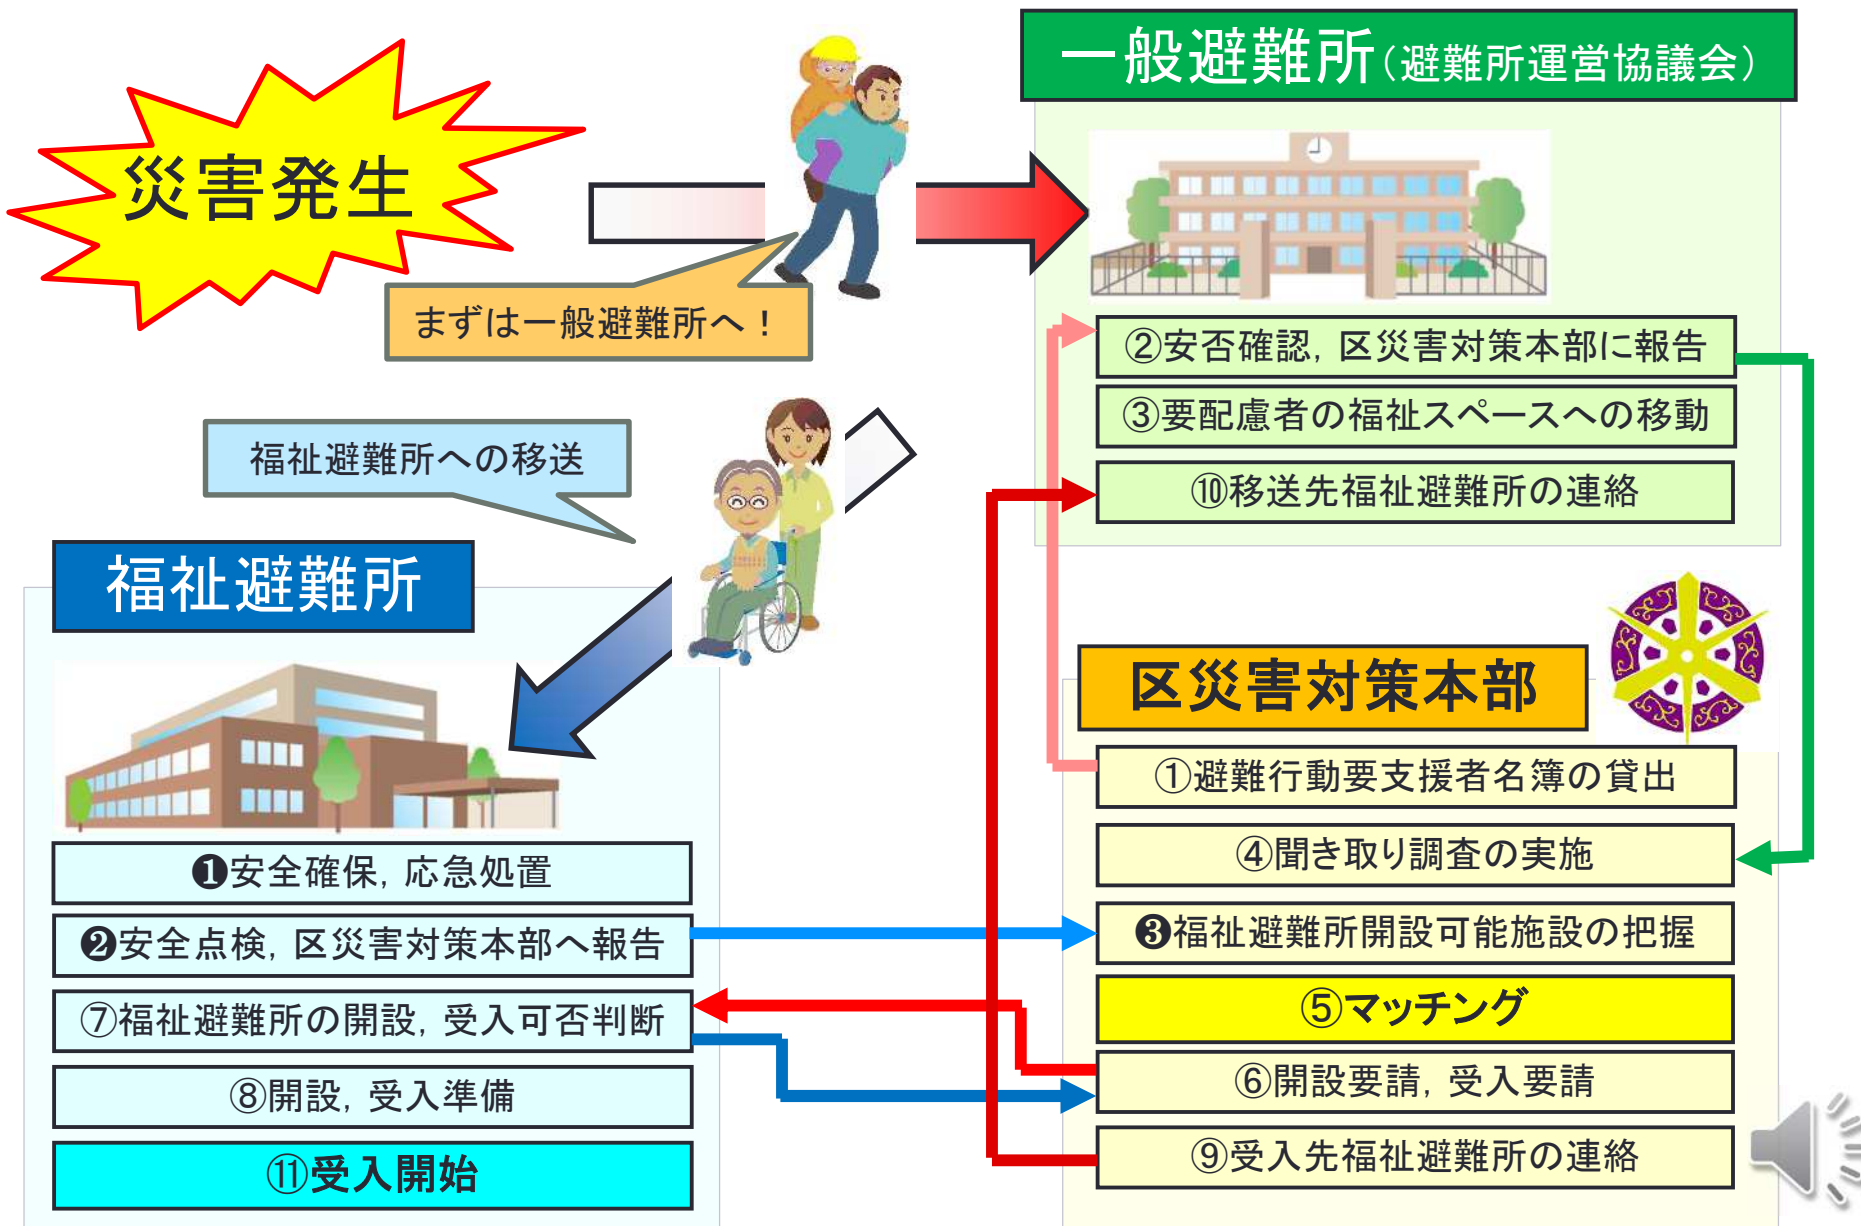 災害発生
まずは一般避難所へ！
一般避難所（避難所運営協議会）
②安否確認，区災害対策本部に報告
③要配慮者の福祉スペースへの移動
⑩移送先福祉避難所の連絡
福祉避難所への移送
福祉避難所
❶安全確保，応急処置
❷安全点検，区災害対策本部へ報告
⑦福祉避難所の開設，受入可否判断
⑧開設，受入準備
⑪受入開始
区災害対策本部
①避難行動要支援者名簿の貸出
④聞き取り調査の実施
❸福祉避難所開設可能施設の把握
⑤マッチング
⑥開設要請，受入要請
⑨受入先福祉避難所の連絡